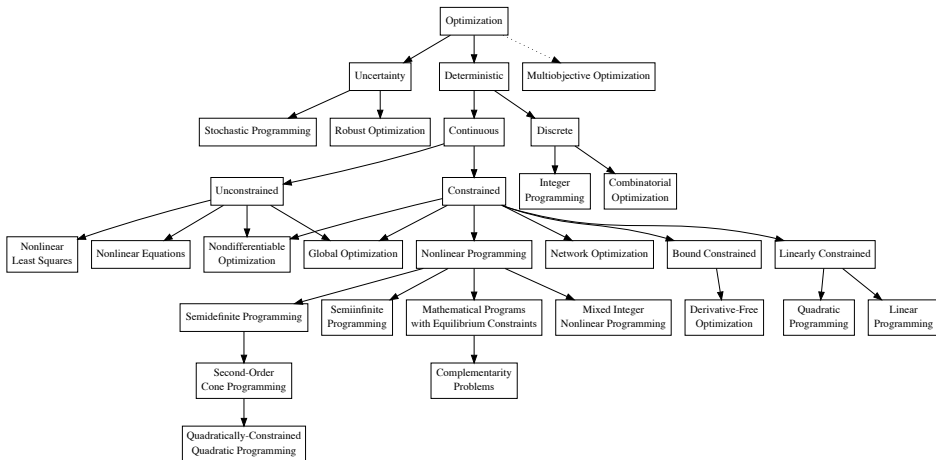 Optimization
Uncertainty
Deterministic
Multiobjective Optimization
Stochastic Programming
Robust Optimization
Continuous
Discrete
Unconstrained
Constrained
Integer
Programming
Combinatorial
Optimization
Nonlinear
Least Squares
Nonlinear Equations
Nondifferentiable
Optimization
Global Optimization
Nonlinear Programming
Network Optimization
Bound Constrained
Linearly Constrained
Semidefinite Programming
Semiinfinite
Programming
Mathematical Programs
with Equilibrium Constraints
Mixed Integer
Nonlinear Programming
Derivative-Free
Optimization
Quadratic
Programming
Linear
Programming
Second-Order
Cone Programming
Complementarity
Problems
Quadratically-Constrained
Quadratic Programming